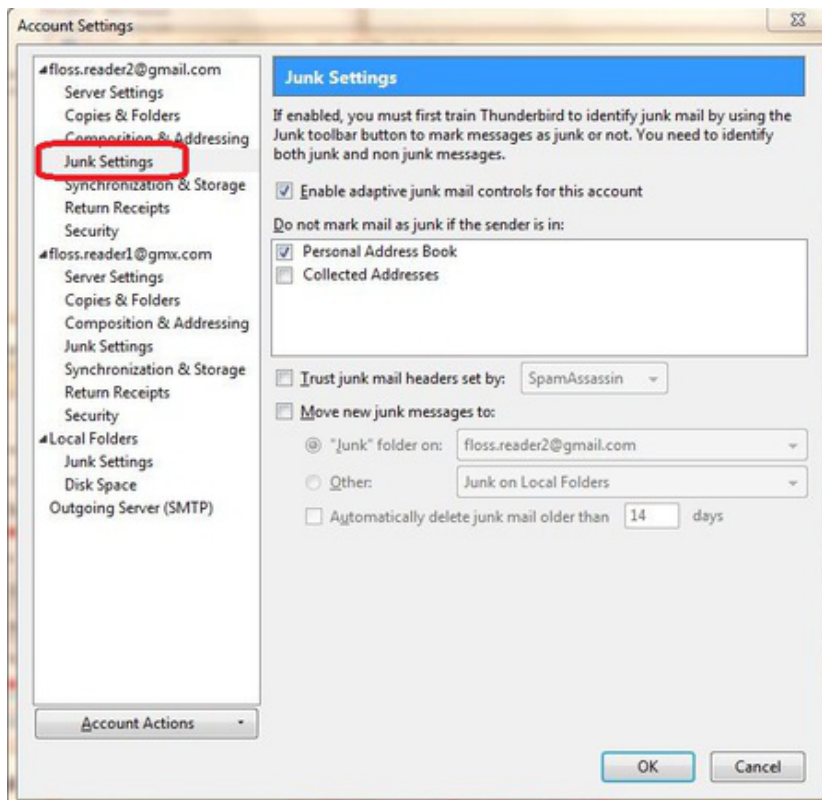 Account Settings
floss.reader2@gmail.com
Server Settings
Copies & Folders
Composition & Addressing
Junk Settings
Synchronization & Storage
Return Receipts
Security
floss.reader1@gmx.com
Server Settings
Copies & Folders
Composition & Addressing
Junk Settings
Synchronization & Storage
Return Receipts
Security
Local Folders
Junk Settings
Disk Space
Outgoing Server (SMTP)
Account Actions
Junk Settings
If enabled, you must first train Thunderbird to identify junk mail by using the
Junk toolbar button to mark messages as junk or not. You need to identify
both junk and non junk messages.
Enable adaptive junk mail controls for this account
Do not mark mail as junk if the sender is in:
Personal Address Book
Collected Addresses
Trust junk mail headers set by: SpamAssassin
Move new junk messages to:
"Junk" folder on: floss.reader2@gmail.com
Other: Junk on Local Folders
Automatically delete junk mail older than 14 days
OK Cancel